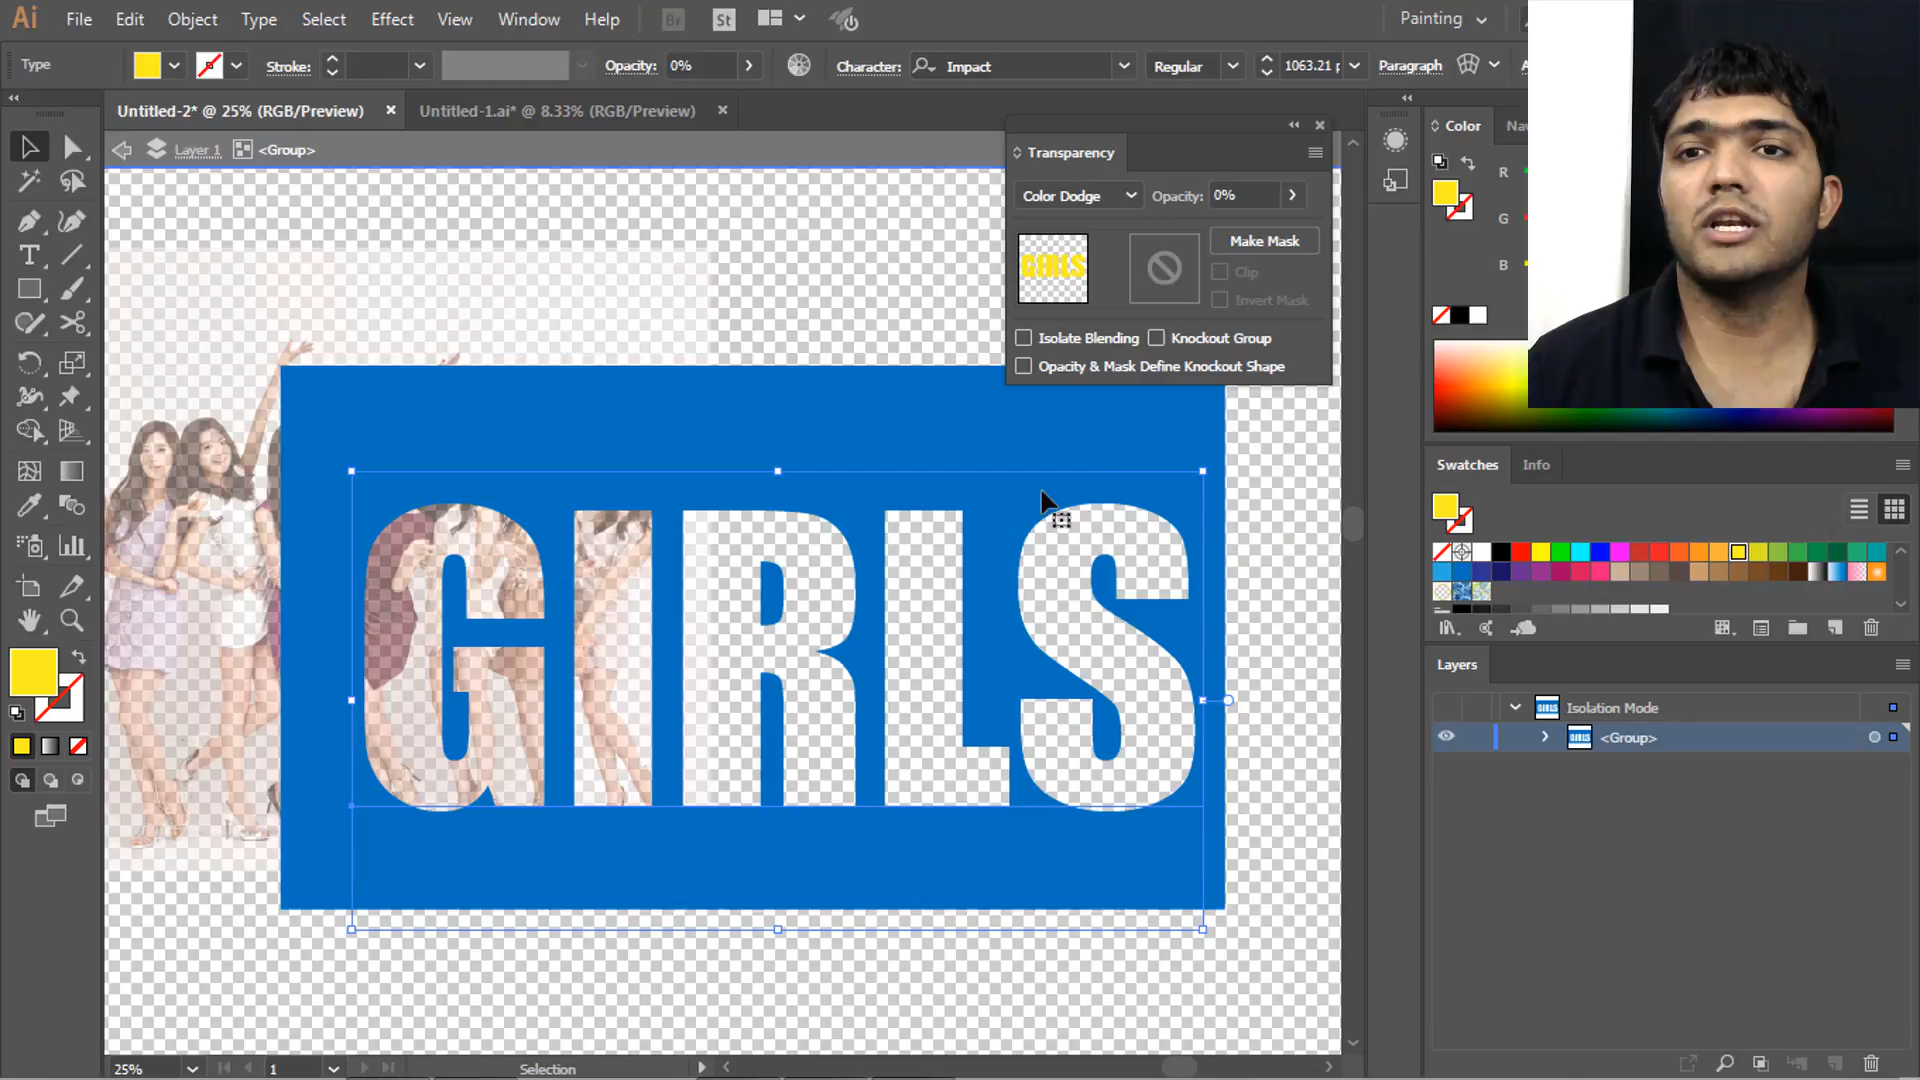 Ai File Edit Object Type Select Effect View Window Help Br St Painting
Type Stroke: Opacity: 0% Character: Impact Regular 1063.21 p Paragraph A
Untitled-2* @ 25% (RGB/Preview) Untitled-1.ai* @ 8.33% (RGB/Preview)
Layer 1 <Group>
Transparency
Color Dodge Opacity: 0%
Make Mask
Clip
Invert Mask
Isolate Blending Knockout Group
Opacity & Mask Define Knockout Shape
GIRLS
GIRLS
Color Nav
R
G
B
Swatches Info
Layers
Isolation Mode
<Group>
25% 1 Selection